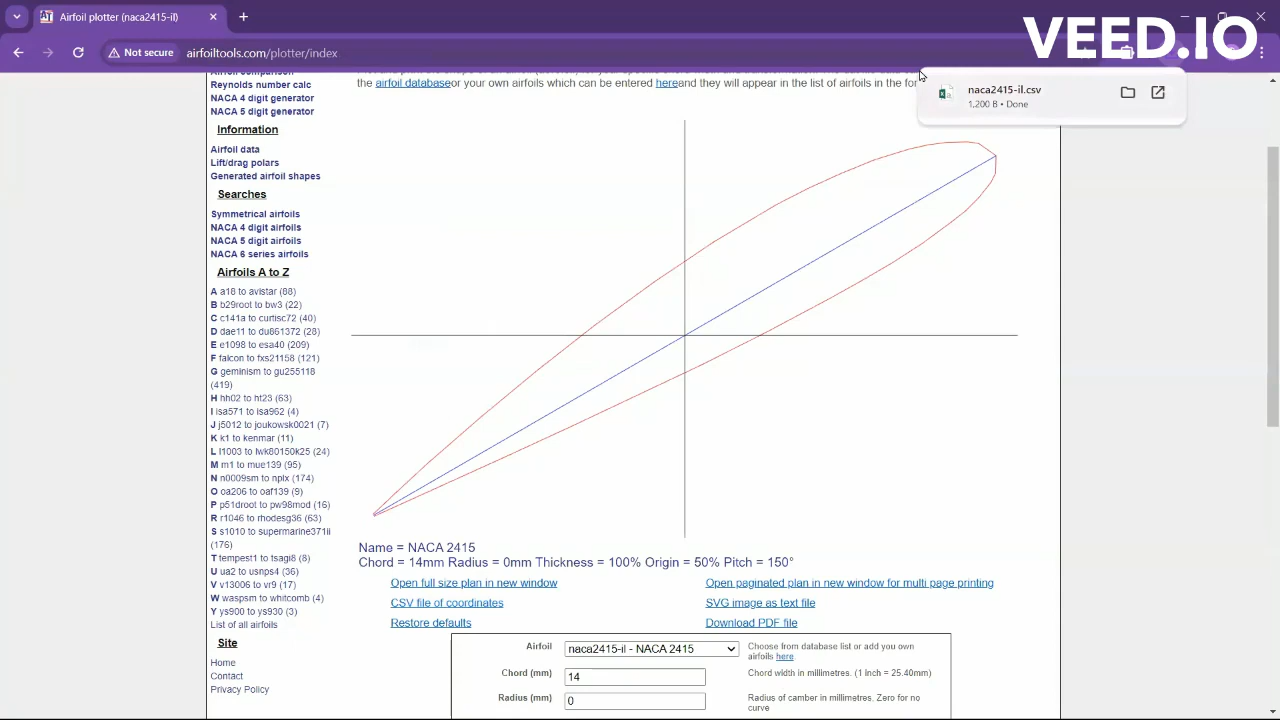 Airfoil plotter (naca2415-il)
VEED.IO
Not secure
airfoiltools.com/plotter/index
naca2415-il.csv
1,200 B • Done
Airfoil comparison
Reynolds number calc
NACA 4 digit generator
NACA 5 digit generator
Information
Airfoil data
Lift/drag polars
Generated airfoil shapes
Searches
Symmetrical airfoils
NACA 4 digit airfoils
NACA 5 digit airfoils
NACA 6 series airfoils
Airfoils A to Z
A a18 to avistar (88)
B b29root to bw3 (22)
C c141a to curtisc72 (40)
D dae11 to du861372 (28)
E e1098 to esa40 (209)
F falcon to fxs21158 (121)
G geminism to gu255118
(419)
H hh02 to ht23 (63)
I isa571 to isa962 (4)
J j5012 to joukowsk0021 (7)
K k1 to kenmar (11)
L l1003 to lwk80150k25 (24)
M m1 to mue139 (95)
N n0009sm to nplx (174)
O oa206 to oaf139 (9)
P p51droot to pw98mod (16)
R r1046 to rhodesg36 (63)
S s1010 to supermarine371ii
(176)
T tempest1 to tsagi8 (8)
U ua2 to usnps4 (36)
V v13006 to vr9 (17)
W waspsm to whitcomb (4)
Y ys900 to ys930 (3)
List of all airfoils
Site
Home
Contact
Privacy Policy
the airfoil databaseor your own airfoils which can be entered hereand they will appear in the list of airfoils in the for
Name = NACA 2415
Chord = 14mm Radius = 0mm Thickness = 100% Origin = 50% Pitch = 150°
Open full size plan in new window
Open paginated plan in new window for multi page printing
CSV file of coordinates
SVG image as text file
Restore defaults
Download PDF file
Airfoil
naca2415-il - NACA 2415
Choose from database list or add you own
airfoils here
Chord (mm)
14
Chord width in millimetres. (1 Inch = 25.40mm)
Radius (mm)
0
Radius of camber in millimetres. Zero for no
curve